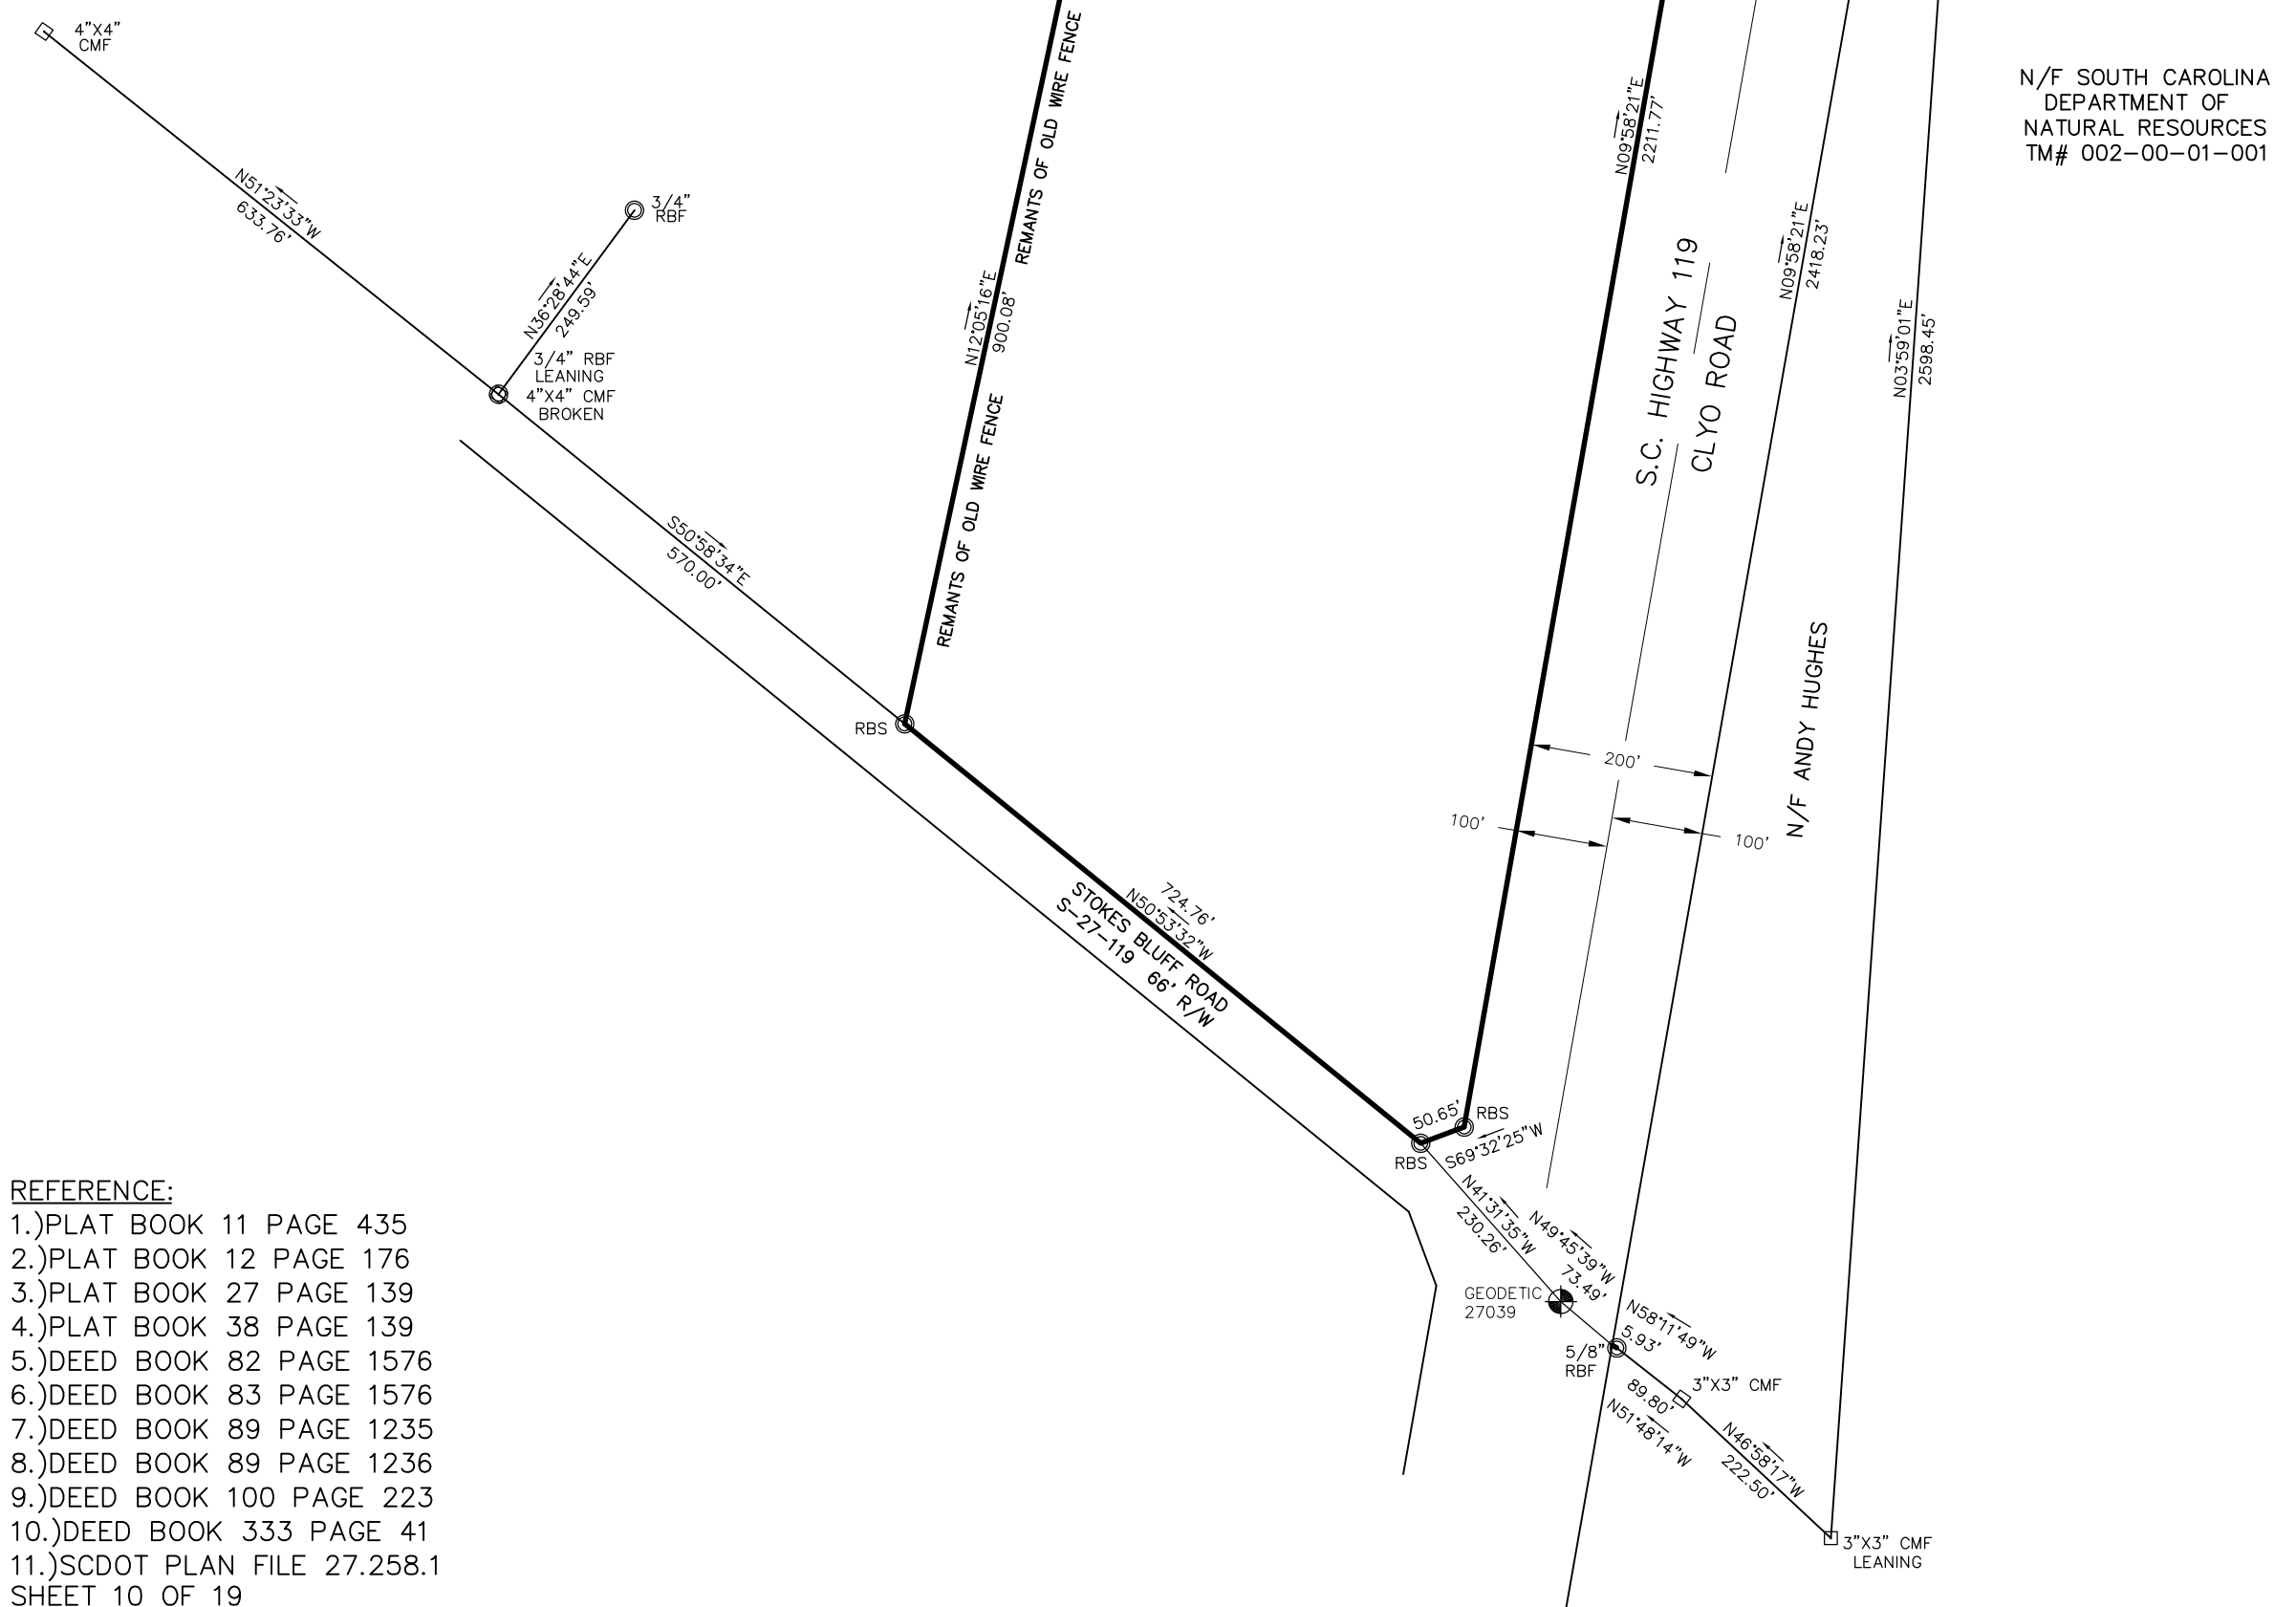 4"X4"
CMF
N51°23'33"W
633.76'
3/4"
RBF
N36°28'44"E
249.59'
3/4" RBF
LEANING
4"X4" CMF
BROKEN
S50°58'34"E
570.00'
REMANTS OF OLD WIRE FENCE
N12°05'16"E
900.08'
REMANTS OF OLD WIRE FENCE
RBS
N09°58'21"E
2211.77'
S.C. HIGHWAY 119
CLYO ROAD
N09°58'21"E
2418.23'
N03°59'01"E
2598.45'
N/F SOUTH CAROLINA
DEPARTMENT OF
NATURAL RESOURCES
TM# 002-00-01-001
N/F ANDY HUGHES
200'
100'
100'
724.76'
N50°53'32"W
STOKES BLUFF ROAD
S-27-119 66' R/W
50.65'
RBS
S69°32'25"W
RBS
N41°31'35"W
230.26'
N49°45'39"W
73.49'
GEODETIC
27039
N58°11'49"W
5.93'
5/8"
RBF
3"X3" CMF
89.80'
N51°48'14"W
N46°58'17"W
222.50'
3"X3" CMF
LEANING
REFERENCE:
1.)PLAT BOOK 11 PAGE 435
2.)PLAT BOOK 12 PAGE 176
3.)PLAT BOOK 27 PAGE 139
4.)PLAT BOOK 38 PAGE 139
5.)DEED BOOK 82 PAGE 1576
6.)DEED BOOK 83 PAGE 1576
7.)DEED BOOK 89 PAGE 1235
8.)DEED BOOK 89 PAGE 1236
9.)DEED BOOK 100 PAGE 223
10.)DEED BOOK 333 PAGE 41
11.)SCDOT PLAN FILE 27.258.1
SHEET 10 OF 19